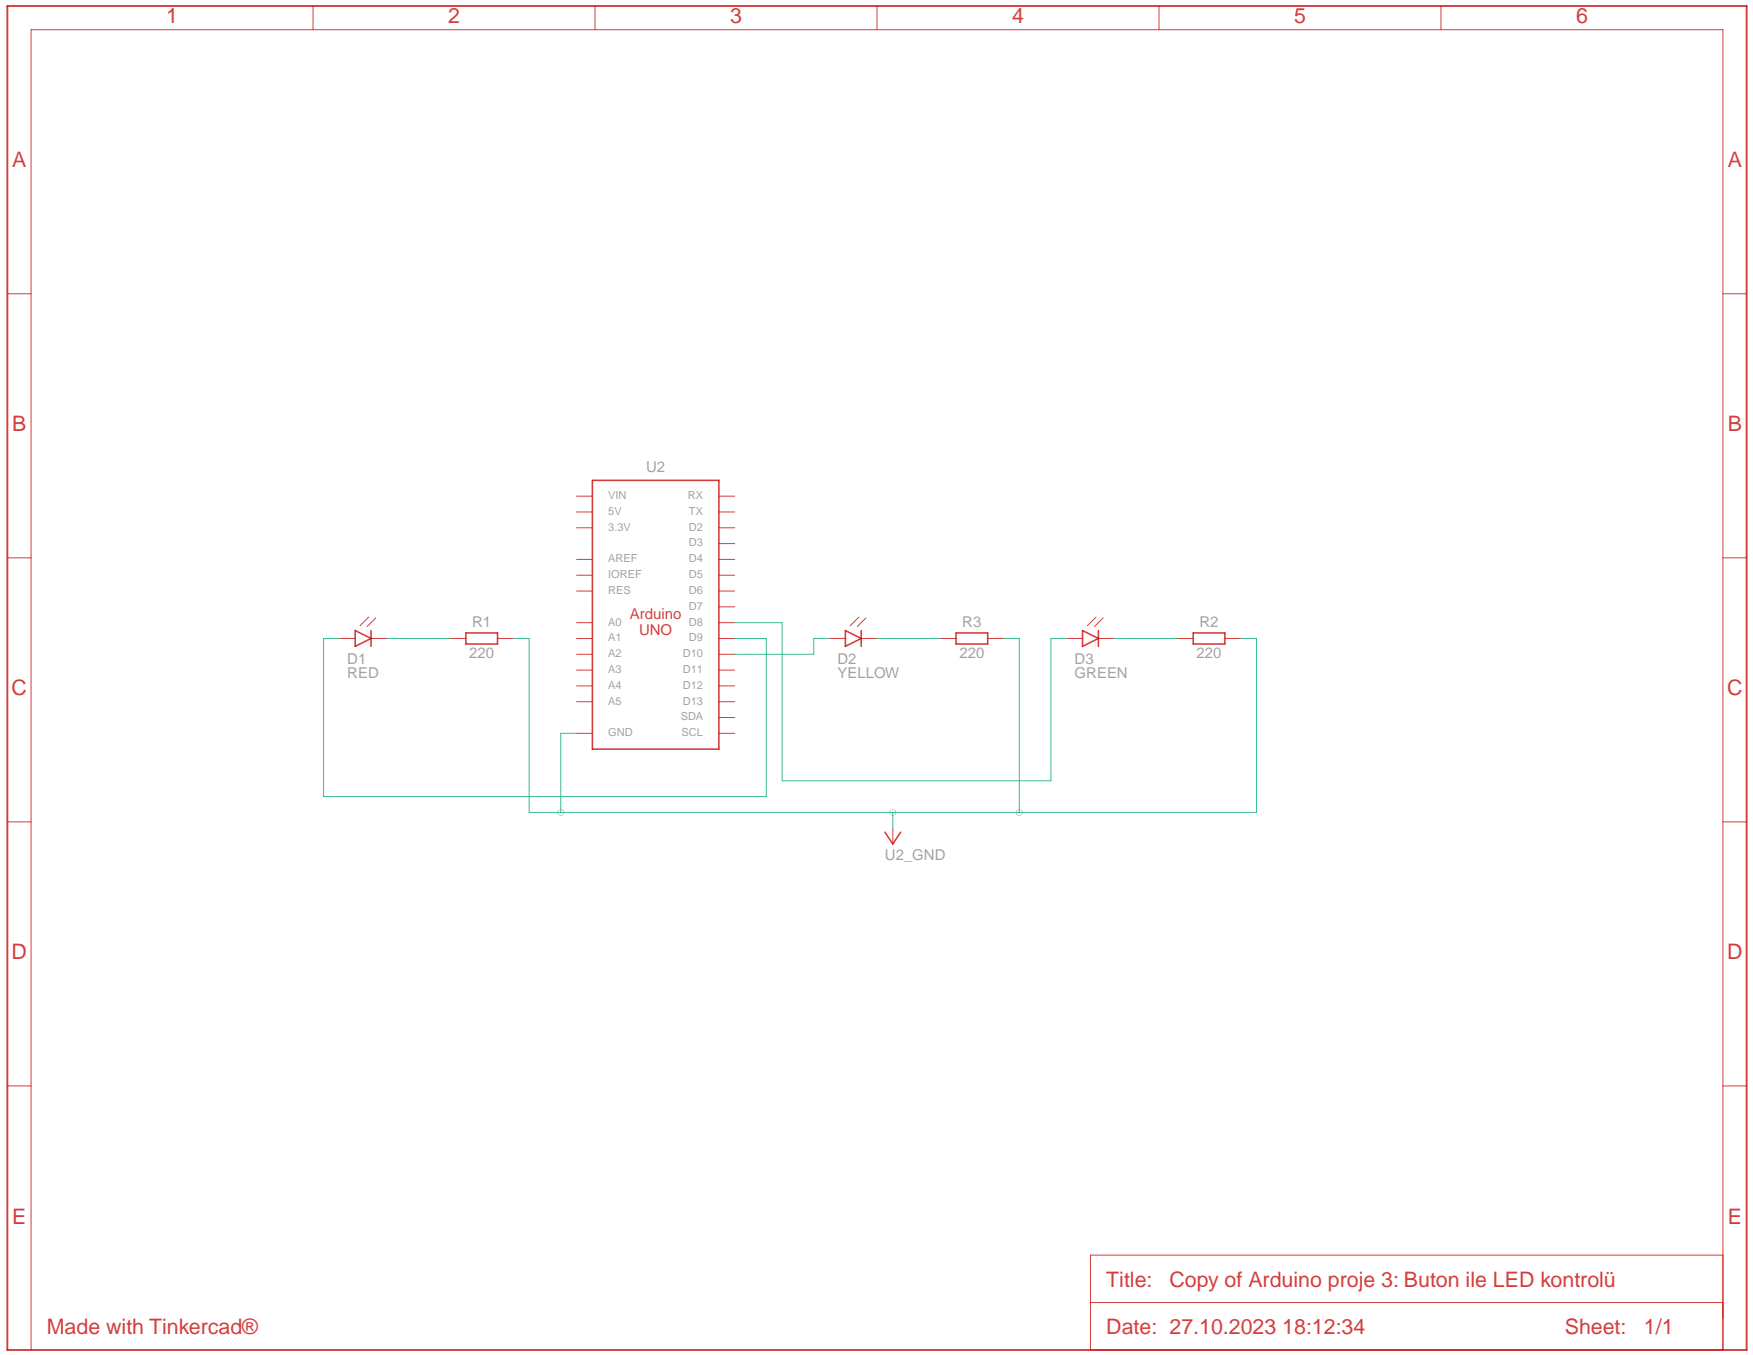 1 2 3 4 5 6
A A
B B
U2
VIN RX
5V TX
3.3V D2
D3
AREF D4
IOREF D5
RES D6
D7
Arduino
UNO
A0 D8
A1 D9
A2 D10
A3 D11
A4 D12
A5 D13
SDA
GND SCL
R1
220
D1
RED
R3
220
D2
YELLOW
R2
220
D3
GREEN
C C
U2_GND
D D
E E
Title: Copy of Arduino proje 3: Buton ile LED kontrolü
Made with Tinkercad®
Date: 27.10.2023 18:12:34 Sheet: 1/1